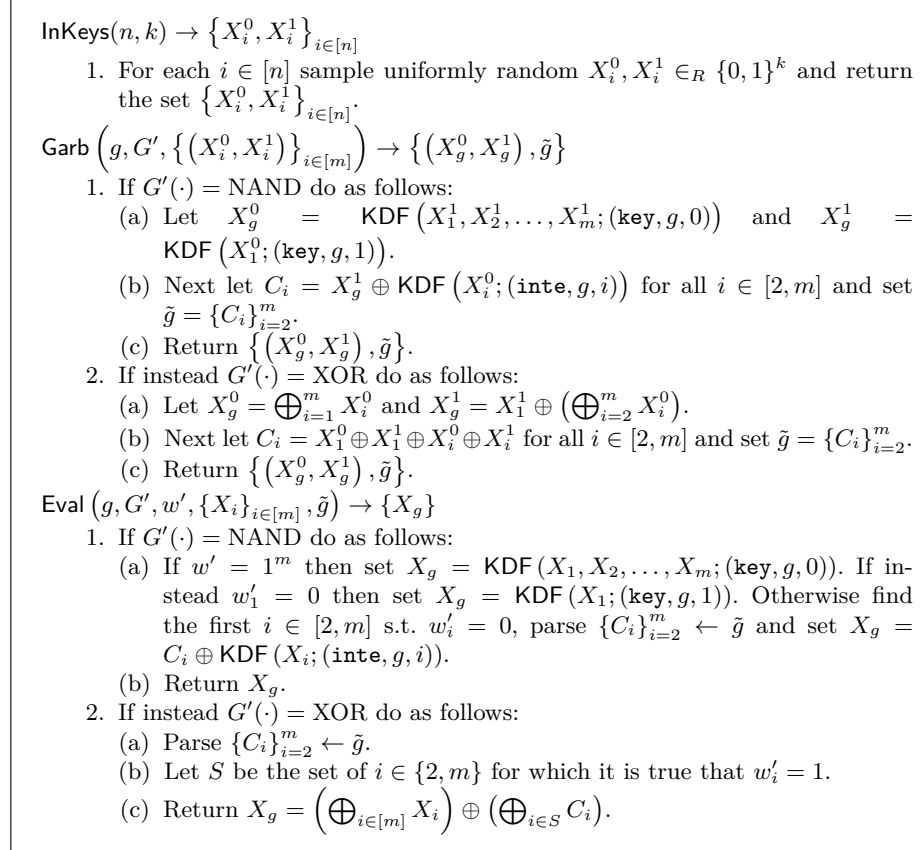 InKeys(n, k) → {X_i^0, X_i^1}_{i∈[n]}
1. For each i ∈ [n] sample uniformly random X_i^0, X_i^1 ∈_R {0, 1}^k and return
the set {X_i^0, X_i^1}_{i∈[n]}.
Garb (g, G′, {(X_i^0, X_i^1)}_{i∈[m]}) → {(X_g^0, X_g^1), g̃}
1. If G′(·) = NAND do as follows:
(a) Let X_g^0 = KDF (X_1^1, X_2^1, . . . , X_m^1; (key, g, 0)) and X_g^1 =
KDF (X_1^0; (key, g, 1)).
(b) Next let C_i = X_g^1 ⊕ KDF (X_i^0; (inte, g, i)) for all i ∈ [2, m] and set
g̃ = {C_i}_{i=2}^m.
(c) Return {(X_g^0, X_g^1), g̃}.
2. If instead G′(·) = XOR do as follows:
(a) Let X_g^0 = ⊕_{i=1}^m X_i^0 and X_g^1 = X_1^1 ⊕ (⊕_{i=2}^m X_i^0).
(b) Next let C_i = X_1^0 ⊕ X_1^1 ⊕ X_i^0 ⊕ X_i^1 for all i ∈ [2, m] and set g̃ = {C_i}_{i=2}^m.
(c) Return {(X_g^0, X_g^1), g̃}.
Eval (g, G′, w′, {X_i}_{i∈[m]}, g̃) → {X_g}
1. If G′(·) = NAND do as follows:
(a) If w′ = 1^m then set X_g = KDF (X_1, X_2, . . . , X_m; (key, g, 0)). If in-
stead w′_1 = 0 then set X_g = KDF (X_1; (key, g, 1)). Otherwise find
the first i ∈ [2, m] s.t. w′_i = 0, parse {C_i}_{i=2}^m ← g̃ and set X_g =
C_i ⊕ KDF (X_i; (inte, g, i)).
(b) Return X_g.
2. If instead G′(·) = XOR do as follows:
(a) Parse {C_i}_{i=2}^m ← g̃.
(b) Let S be the set of i ∈ {2, m} for which it is true that w′_i = 1.
(c) Return X_g = (⊕_{i∈[m]} X_i) ⊕ (⊕_{i∈S} C_i).